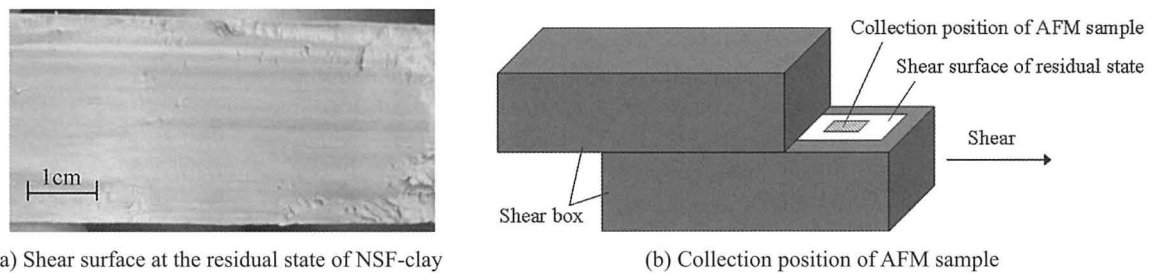 1cm
a) Shear surface at the residual state of NSF-clay
Collection position of AFM sample
Shear surface of residual state
Shear
Shear box
(b) Collection position of AFM sample